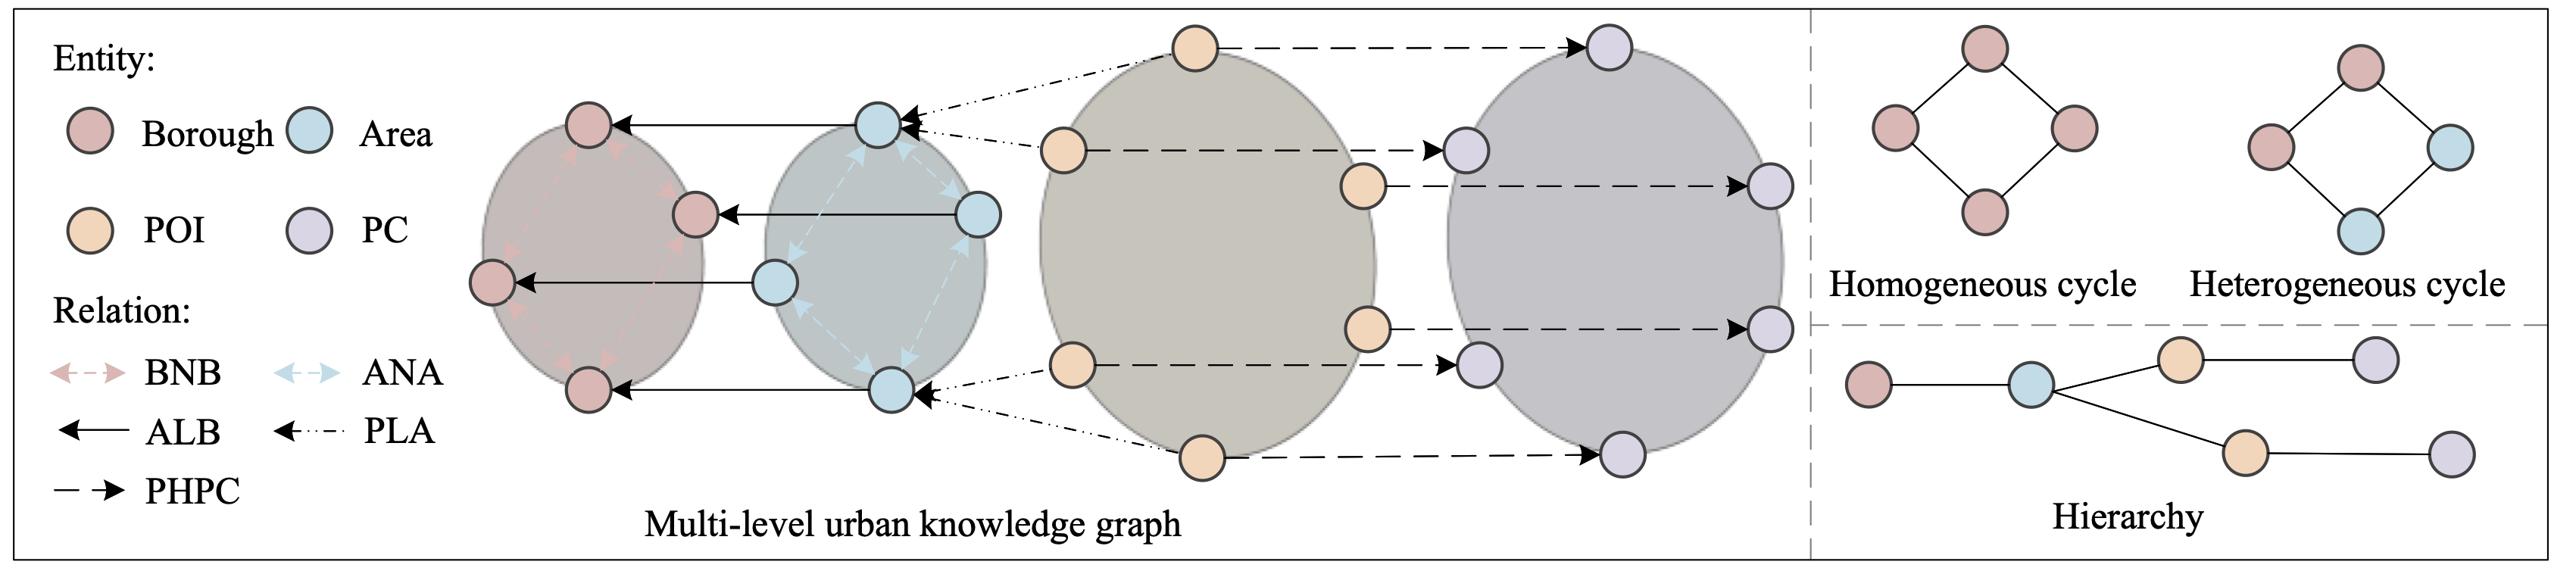 Entity:
Borough Area
POI PC
Relation:
BNB ANA
ALB PLA
PHPC
Multi-level urban knowledge graph
Homogeneous cycle Heterogeneous cycle
Hierarchy